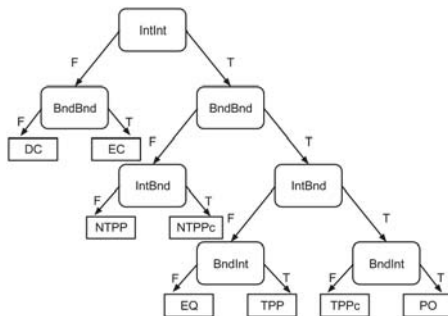 IntInt
F T
BndBnd BndBnd
F T F T
DC EC IntBnd IntBnd
F T F T
NTPP NTPPc BndInt BndInt
F T F T
EQ TPP TPPc PO